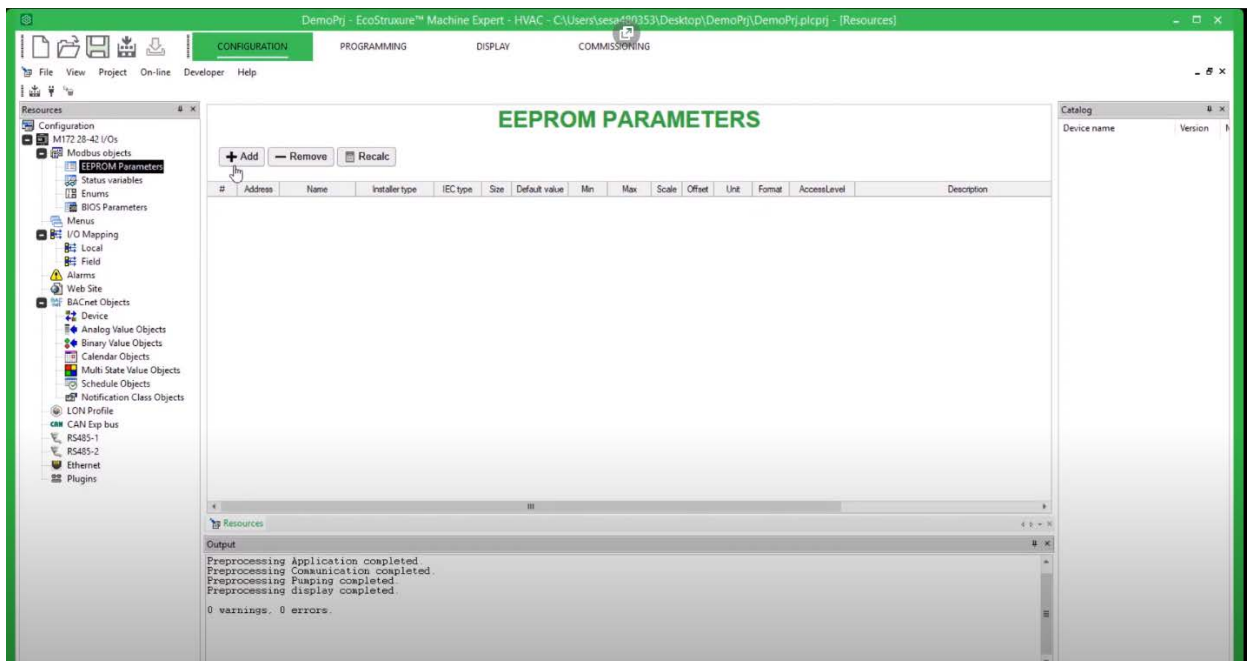 DemoPrj - EcoStruxure™ Machine Expert - HVAC - C:\Users\sesa480353\Desktop\DemoPrj\DemoPrj.plcprj - [Resources]
CONFIGURATION PROGRAMMING DISPLAY COMMISSIONING
File View Project On-line Developer Help
Resources
Configuration
M172 28-42 I/Os
Modbus objects
EEPROM Parameters
Status variables
Enums
BIOS Parameters
Menus
I/O Mapping
Local
Field
Alarms
Web Site
BACnet Objects
Device
Analog Value Objects
Binary Value Objects
Calendar Objects
Multi State Value Objects
Schedule Objects
Notification Class Objects
LON Profile
CAN CAN Exp bus
RS485-1
RS485-2
Ethernet
Plugins
EEPROM PARAMETERS
Add Remove Recalc
# Address Name Installer type IEC type Size Default value Min Max Scale Offset Unit Format AccessLevel Description
Resources
Output
Preprocessing Application completed.
Preprocessing Communication completed.
Preprocessing Pumping completed.
Preprocessing display completed.
0 warnings, 0 errors.
Catalog
Device name Version